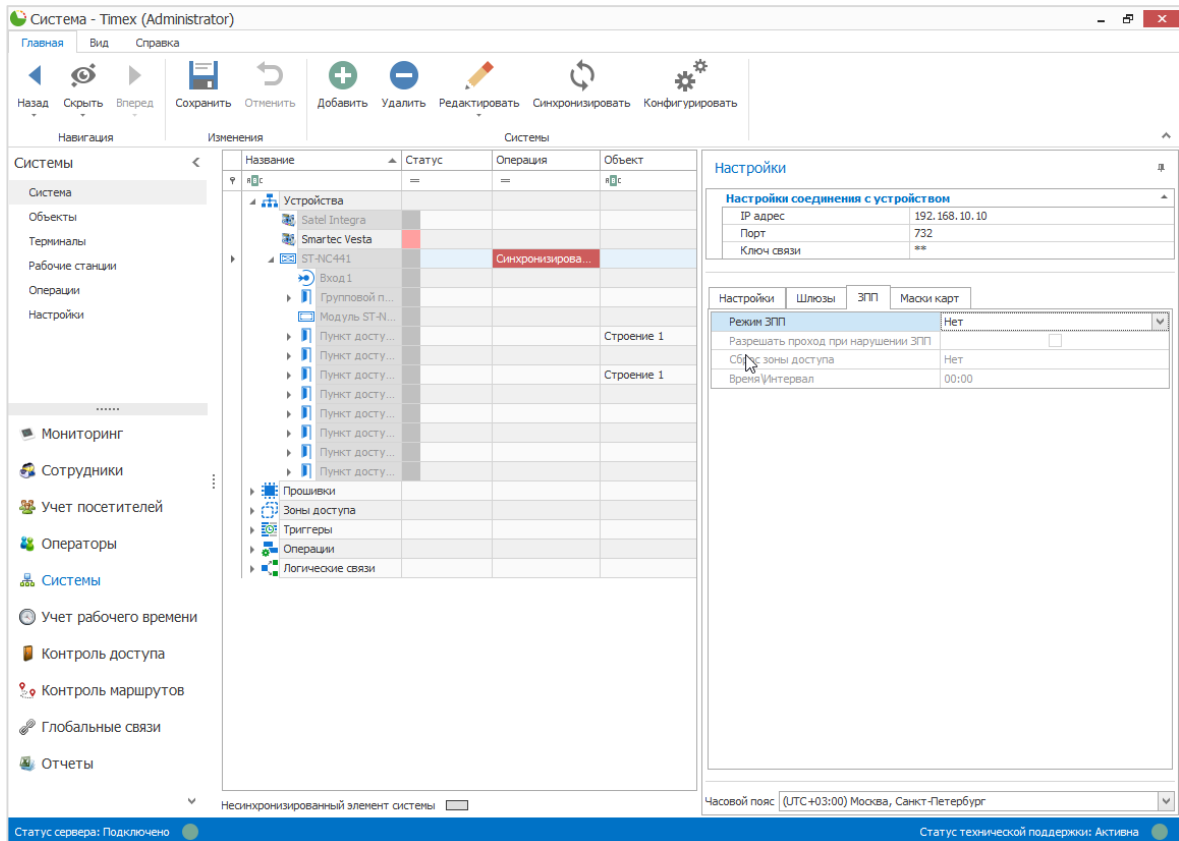 Система - Timex (Administrator)
Главная Вид Справка
Назад Скрыть Вперед Сохранить Отменить Добавить Удалить Редактировать Синхронизировать Конфигурировать
Навигация Изменения Системы
Системы
Система
Объекты
Терминалы
Рабочие станции
Операции
Настройки
Мониторинг
Сотрудники
Учет посетителей
Операторы
Системы
Учет рабочего времени
Контроль доступа
Контроль маршрутов
Глобальные связи
Отчеты
Название Статус Операция Объект
= =
Устройства
Satel Integra
Smartec Vesta
ST-NC441 Синхронизирова...
Вход1
Групповой п...
Модуль ST-N...
Пункт досту... Строение 1
Пункт досту...
Пункт досту... Строение 1
Пункт досту...
Пункт досту...
Пункт досту...
Пункт досту...
Пункт досту...
Прошивки
Зоны доступа
Триггеры
Операции
Логические связи
Несинхронизированный элемент системы
Настройки
Настройки соединения с устройством
IP адрес 192.168.10.10
Порт 732
Ключ связи **
Настройки Шлюзы ЗПП Маски карт
Режим ЗПП Нет
Разрешать проход при нарушении ЗПП
Сброс зоны доступа Нет
Время\Интервал 00:00
Часовой пояс (UTC+03:00) Москва, Санкт-Петербург
Статус сервера: Подключено Статус технической поддержки: Активна